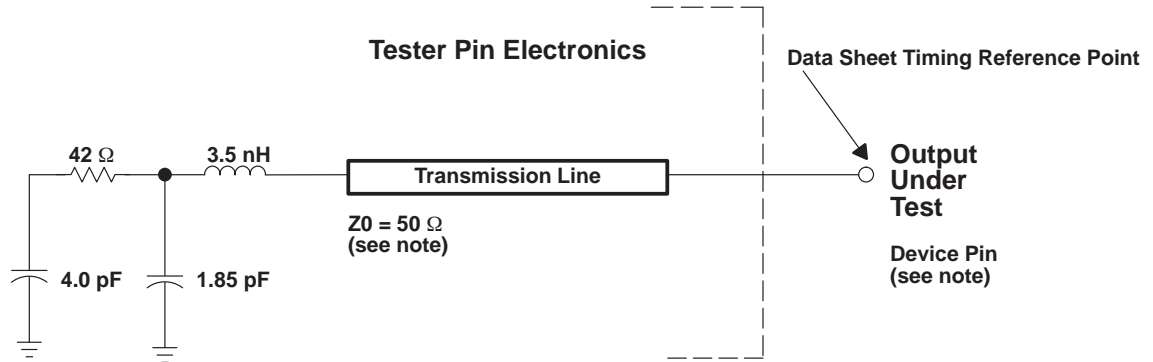 Tester Pin Electronics
Data Sheet Timing Reference Point
42 Ω
3.5 nH
Transmission Line
Output
Under
Test
Z0 = 50 Ω
(see note)
Device Pin
(see note)
4.0 pF
1.85 pF